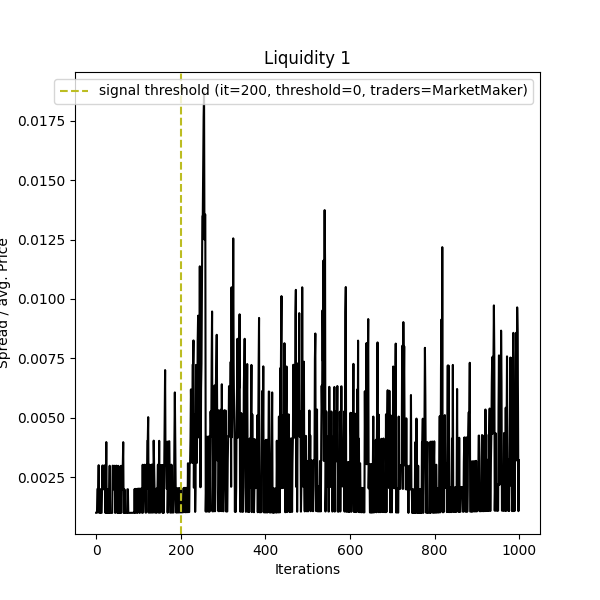 Liquidity 1
signal threshold (it=200, threshold=0, traders=MarketMaker)
Spread / avg. Price
0.0175
0.0150
0.0125
0.0100
0.0075
0.0050
0.0025
0 200 400 600 800 1000
Iterations